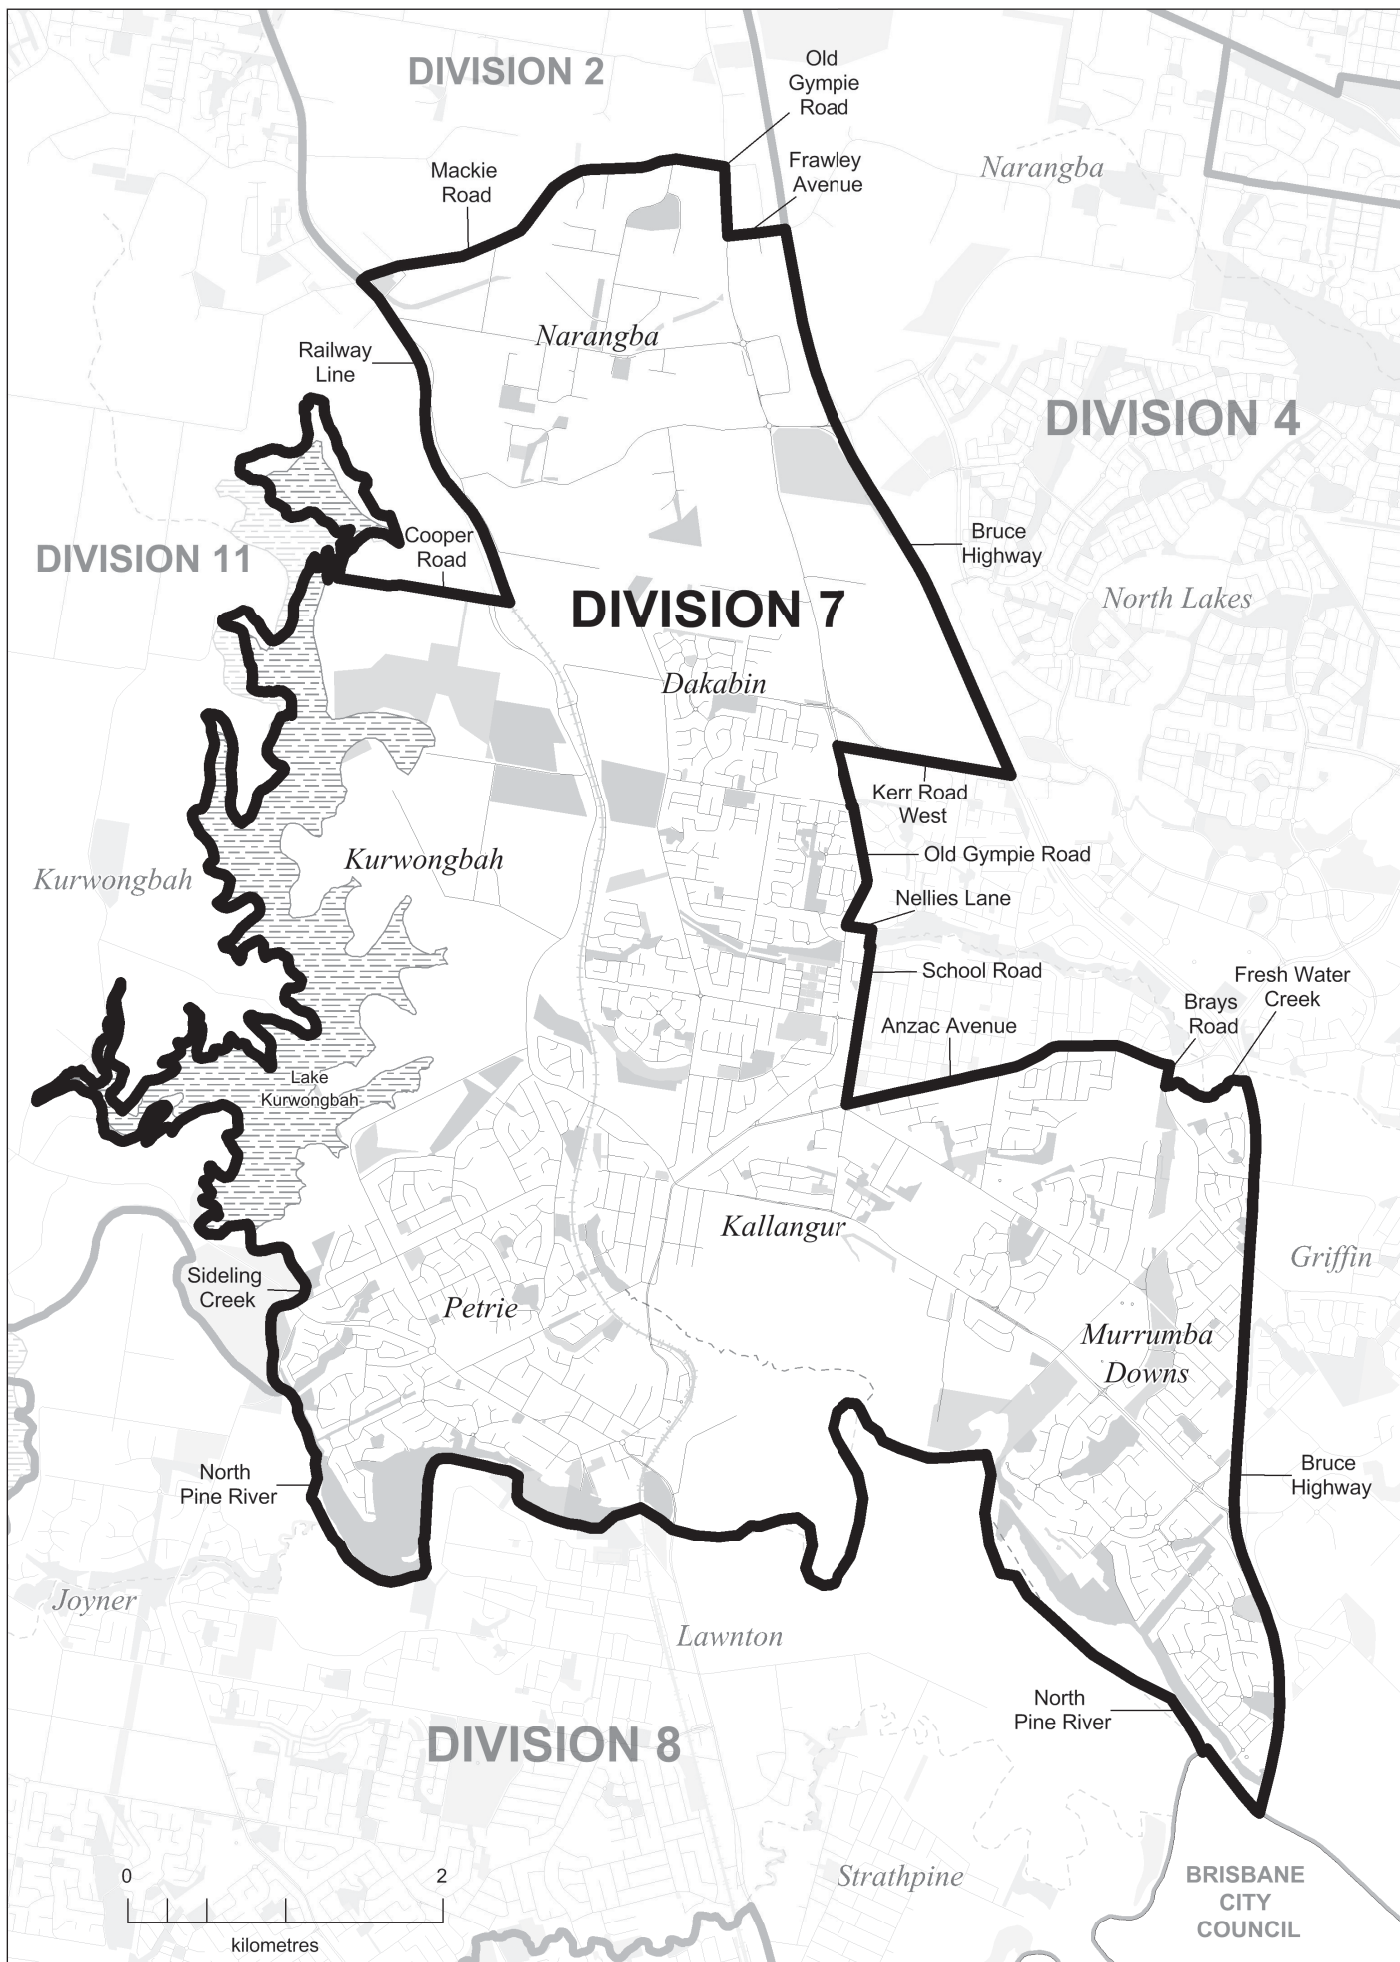 DIVISION 2
Old
Gympie
Road
Frawley
Avenue
Narangba
Mackie
Road
Narangba
Railway
Line
DIVISION 4
Cooper
Road
Bruce
Highway
DIVISION 11
DIVISION 7
North Lakes
Dakabin
Kerr Road
West
Old Gympie Road
Kurwongbah
Kurwongbah
Nellies Lane
School Road
Fresh Water
Creek
Brays
Road
Anzac Avenue
Lake
Kurwongbah
Kallangur
Griffin
Sideling
Creek
Petrie
Murrumba
Downs
North
Pine River
Bruce
Highway
Joyner
Lawnton
North
Pine River
DIVISION 8
Strathpine
BRISBANE
CITY
COUNCIL
0 2
kilometres